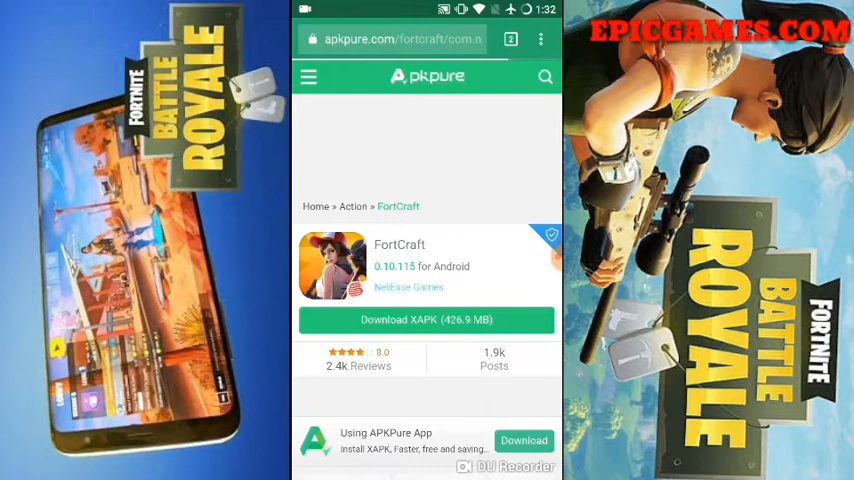 1:32
EPICGAMES.COM
apkpure.com/fortcraft/com.n
2
Apkpure
FORTNITE
BATTLE
ROYALE
Home » Action » FortCraft
FortCraft
0.10.115 for Android
NetEase Games
Download XAPK (426.9 MB)
8.0
2.4k Reviews
1.9k
Posts
Using APKPure App
Install XAPK, Faster, free and saving...
Download
DU Recorder
FORTNITE
BATTLE
ROYALE